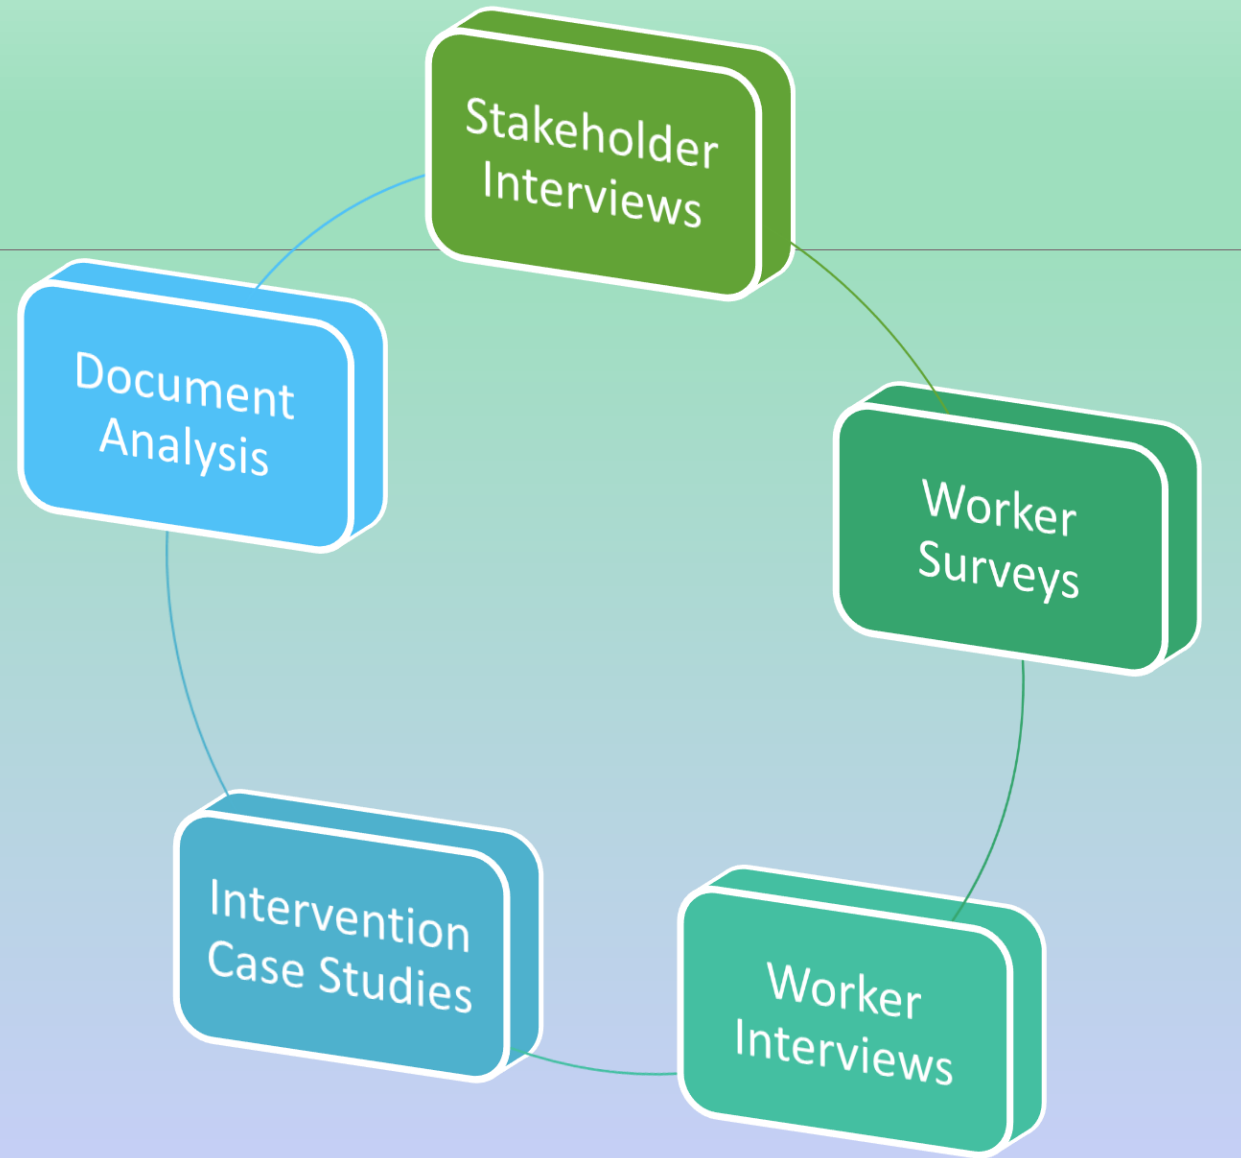 Stakeholder
Interviews
Worker
Surveys
Worker
Interviews
Intervention
Case Studies
Document
Analysis